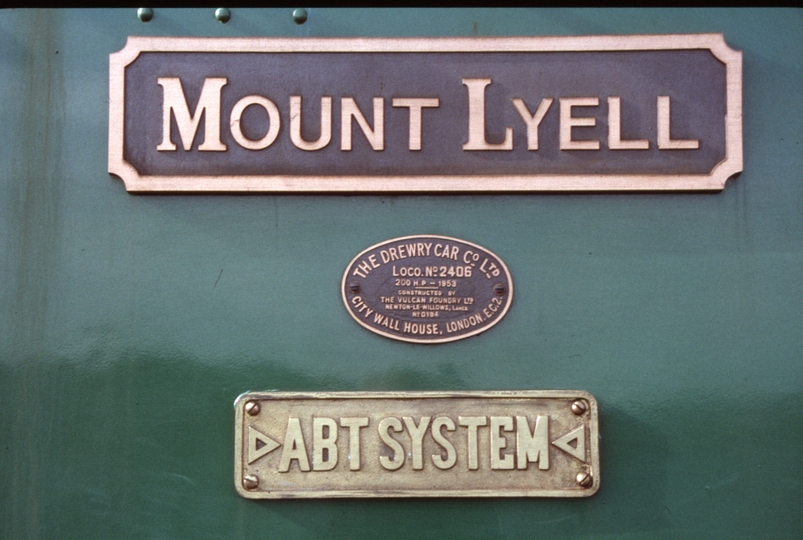 MOUNT LYELL
THE DREWRY CAR Cº LTD
LOCO. Nº 2406
200 H.P – 1953
CONSTRUCTED BY
THE VULCAN FOUNDRY LTD
NEWTON-LE-WILLOWS, LANCS
Nº D194
CITY WALL HOUSE, LONDON. E.C.2.
ABT SYSTEM